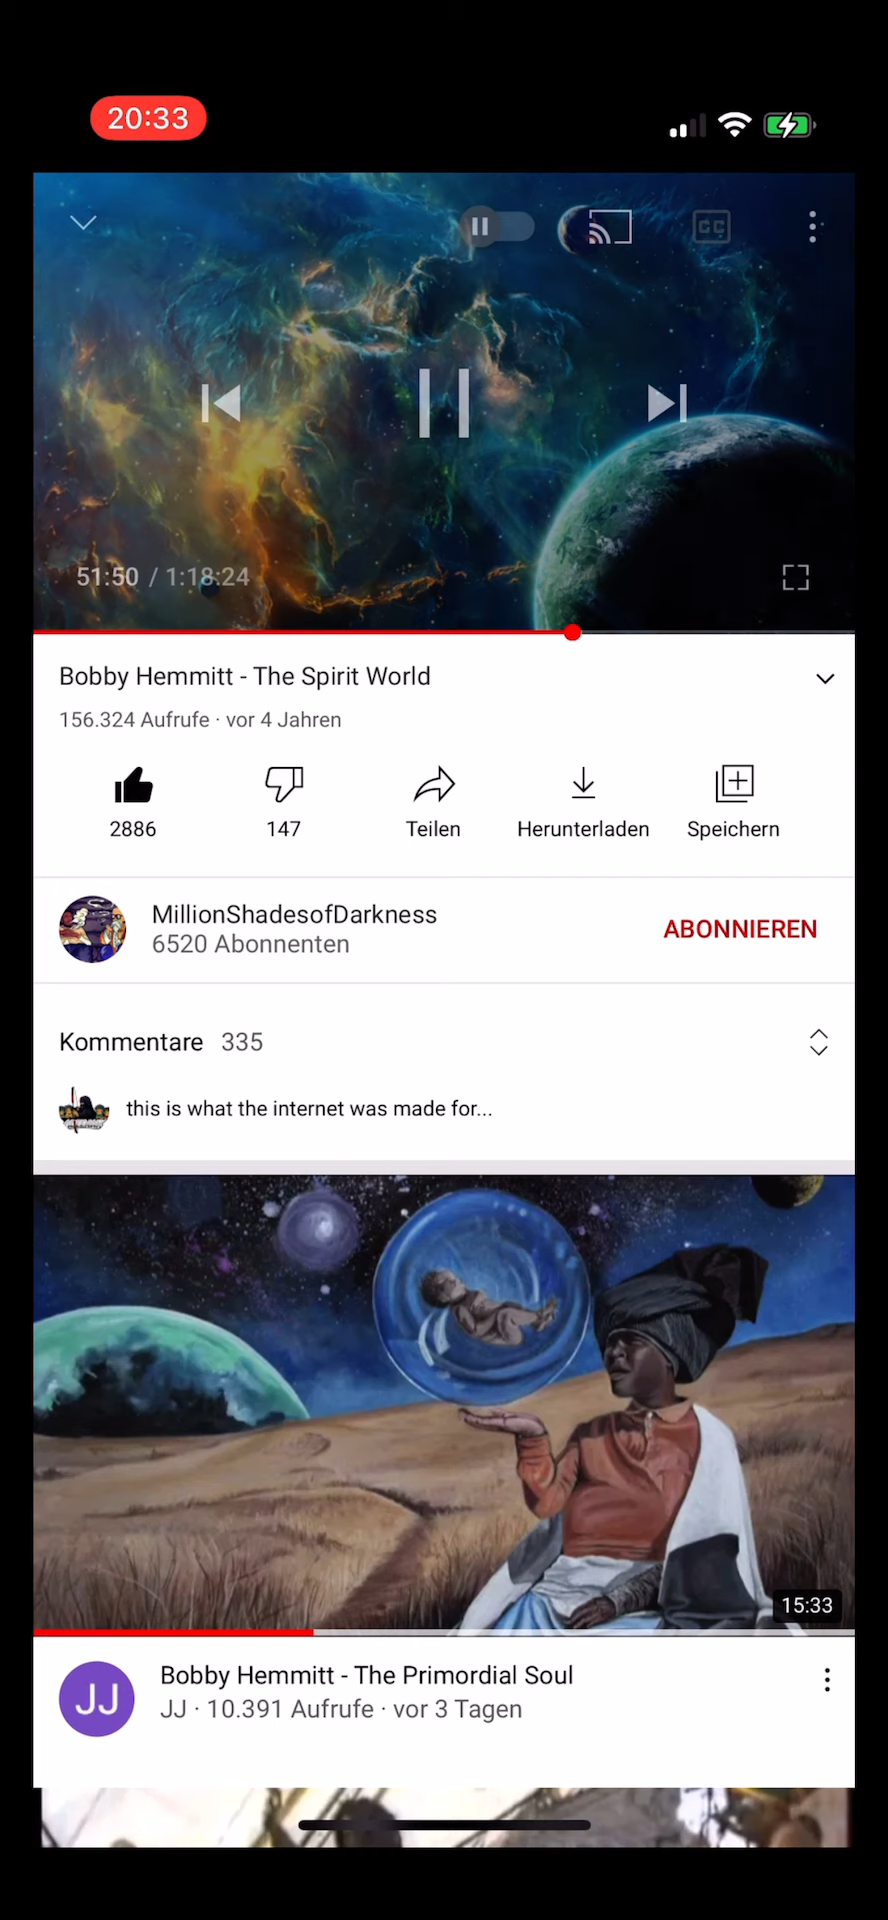 20:33
CC
51:50 / 1:18:24
Bobby Hemmitt - The Spirit World
156.324 Aufrufe · vor 4 Jahren
2886
147
Teilen
Herunterladen
Speichern
MillionShadesofDarkness
6520 Abonnenten
ABONNIEREN
Kommentare 335
this is what the internet was made for...
15:33
JJ
Bobby Hemmitt - The Primordial Soul
JJ · 10.391 Aufrufe · vor 3 Tagen